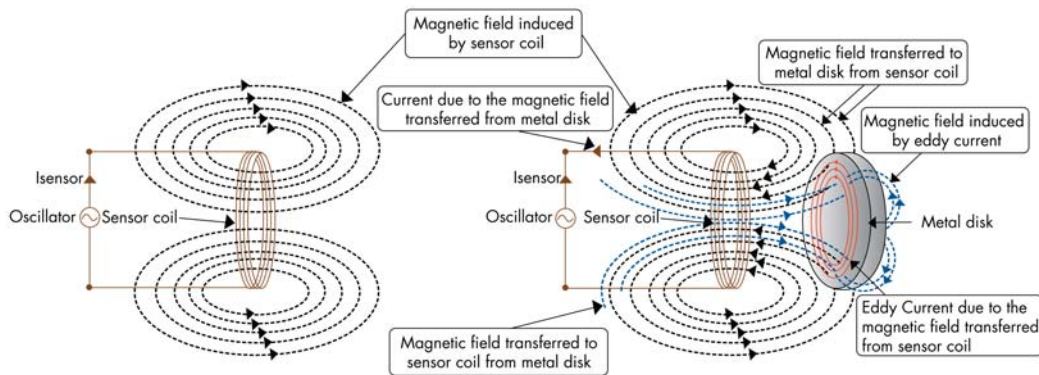 Magnetic field induced
by sensor coil
Magnetic field transferred to
metal disk from sensor coil
Current due to the magnetic field
transferred from metal disk
Magnetic field induced
by eddy current
Isensor
Oscillator
Sensor coil
Isensor
Oscillator
Sensor coil
Metal disk
Magnetic field transferred to
sensor coil from metal disk
Eddy Current due to the
magnetic field transferred
from sensor coil